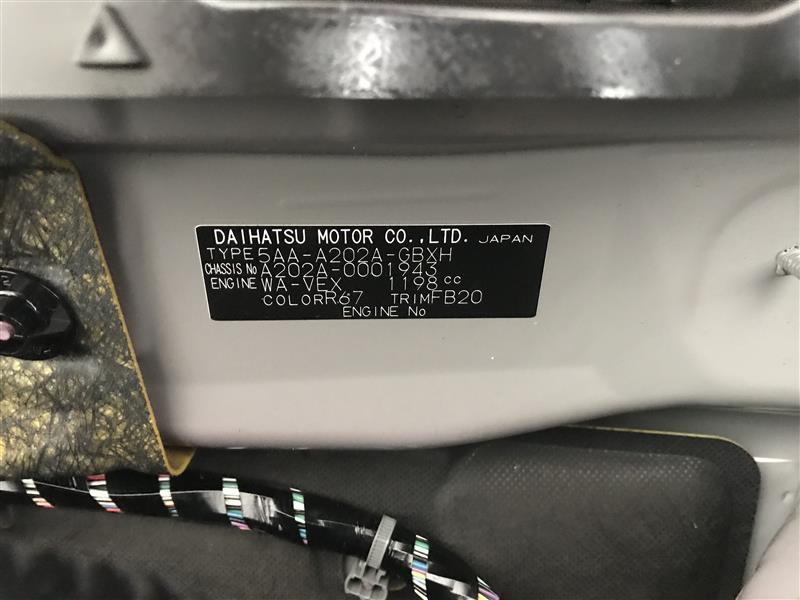 DAIHATSU MOTOR CO.,LTD. JAPAN
TYPE 5AA-A202A-GBXH
CHASSIS No A202A-0001943
ENGINE WA-VEX 1198 cc
COLOR R67 TRIM FB20
ENGINE No